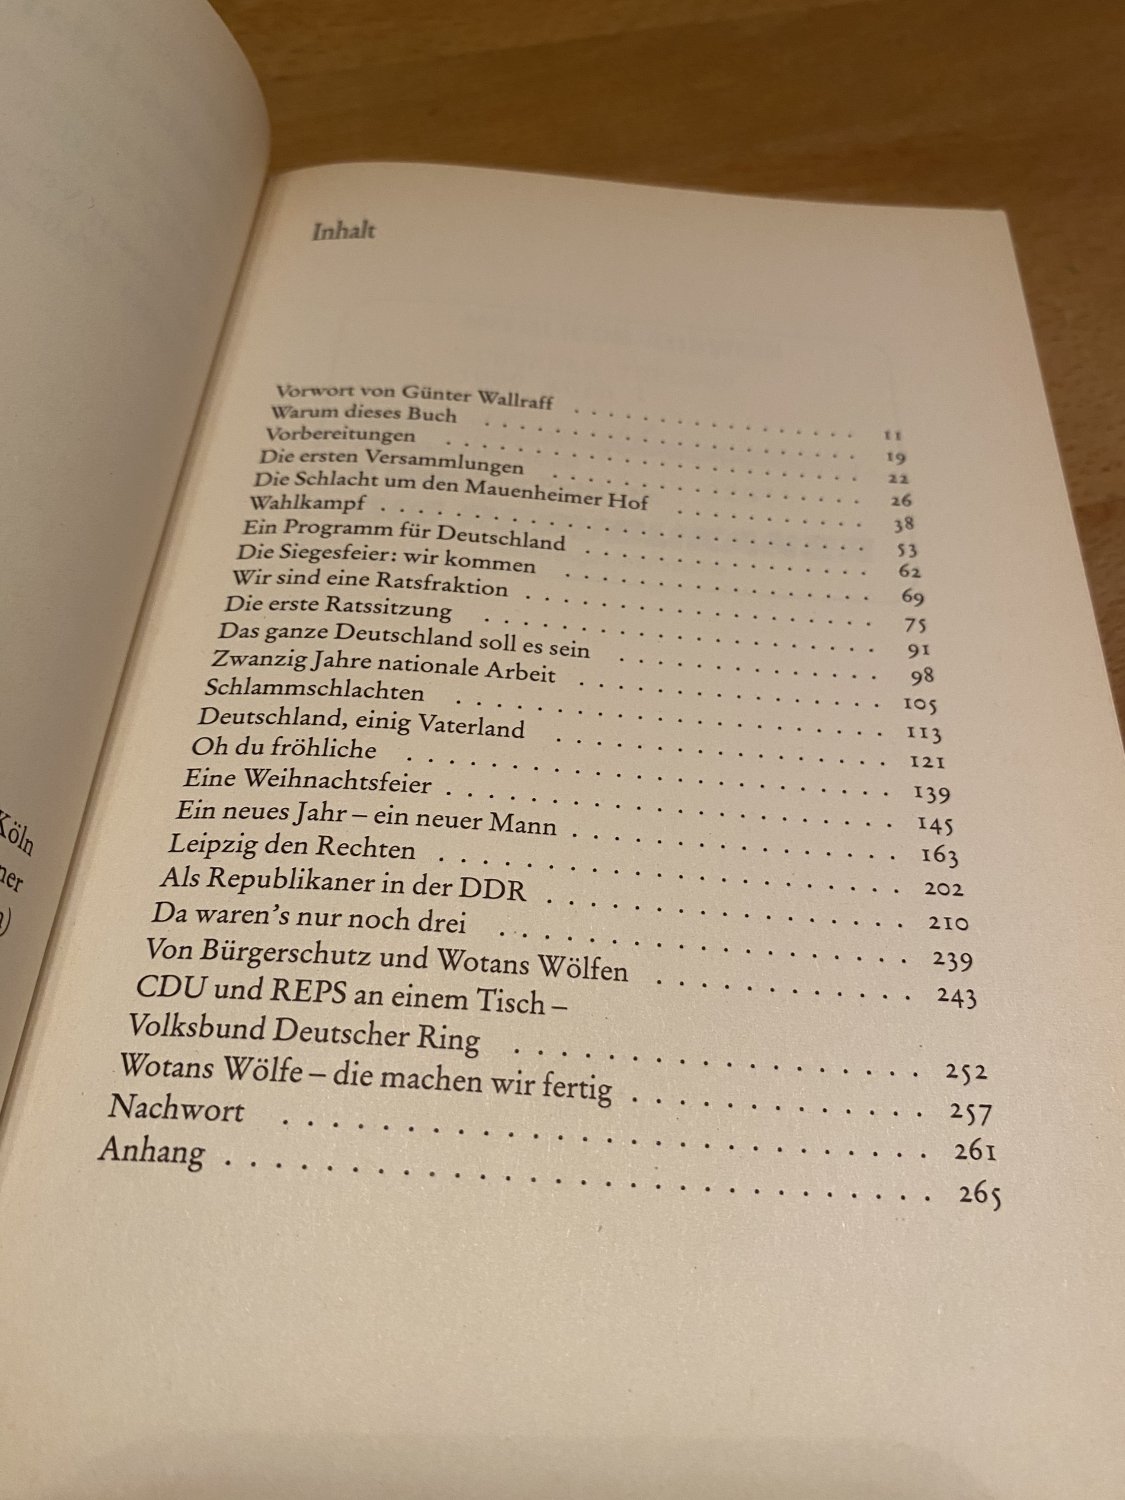 Köln
Inhalt
Vorwort von Günter Wallraff . . . . . . . . . . . . . . . . . 11
Warum dieses Buch . . . . . . . . . . . . . . . . . . . . . . 19
Vorbereitungen . . . . . . . . . . . . . . . . . . . . . . . . 22
Die ersten Versammlungen . . . . . . . . . . . . . . . . . . 26
Die Schlacht um den Mauenheimer Hof . . . . . . . . . . . 38
Wahlkampf . . . . . . . . . . . . . . . . . . . . . . . . . . 53
Ein Programm für Deutschland . . . . . . . . . . . . . . . 62
Die Siegesfeier: wir kommen . . . . . . . . . . . . . . . . 69
Wir sind eine Ratsfraktion . . . . . . . . . . . . . . . . . . 75
Die erste Ratssitzung . . . . . . . . . . . . . . . . . . . . 91
Das ganze Deutschland soll es sein . . . . . . . . . . . . . 98
Zwanzig Jahre nationale Arbeit . . . . . . . . . . . . . . . 105
Schlammschlachten . . . . . . . . . . . . . . . . . . . . . 113
Deutschland, einig Vaterland . . . . . . . . . . . . . . . . 121
Oh du fröhliche . . . . . . . . . . . . . . . . . . . . . . . 139
Eine Weihnachtsfeier . . . . . . . . . . . . . . . . . . . . . 145
Ein neues Jahr – ein neuer Mann . . . . . . . . . . . . . . . 163
Leipzig den Rechten . . . . . . . . . . . . . . . . . . . . . 202
Als Republikaner in der DDR . . . . . . . . . . . . . . . . 210
Da waren's nur noch drei . . . . . . . . . . . . . . . . . . 239
Von Bürgerschutz und Wotans Wölfen . . . . . . . . . . . . 243
CDU und REPS an einem Tisch –
Volksbund Deutscher Ring . . . . . . . . . . . . . . . . . . 252
Wotans Wölfe – die machen wir fertig . . . . . . . . . . . . . 257
Nachwort . . . . . . . . . . . . . . . . . . . . . . . . . . . 261
Anhang . . . . . . . . . . . . . . . . . . . . . . . . . . . . 265